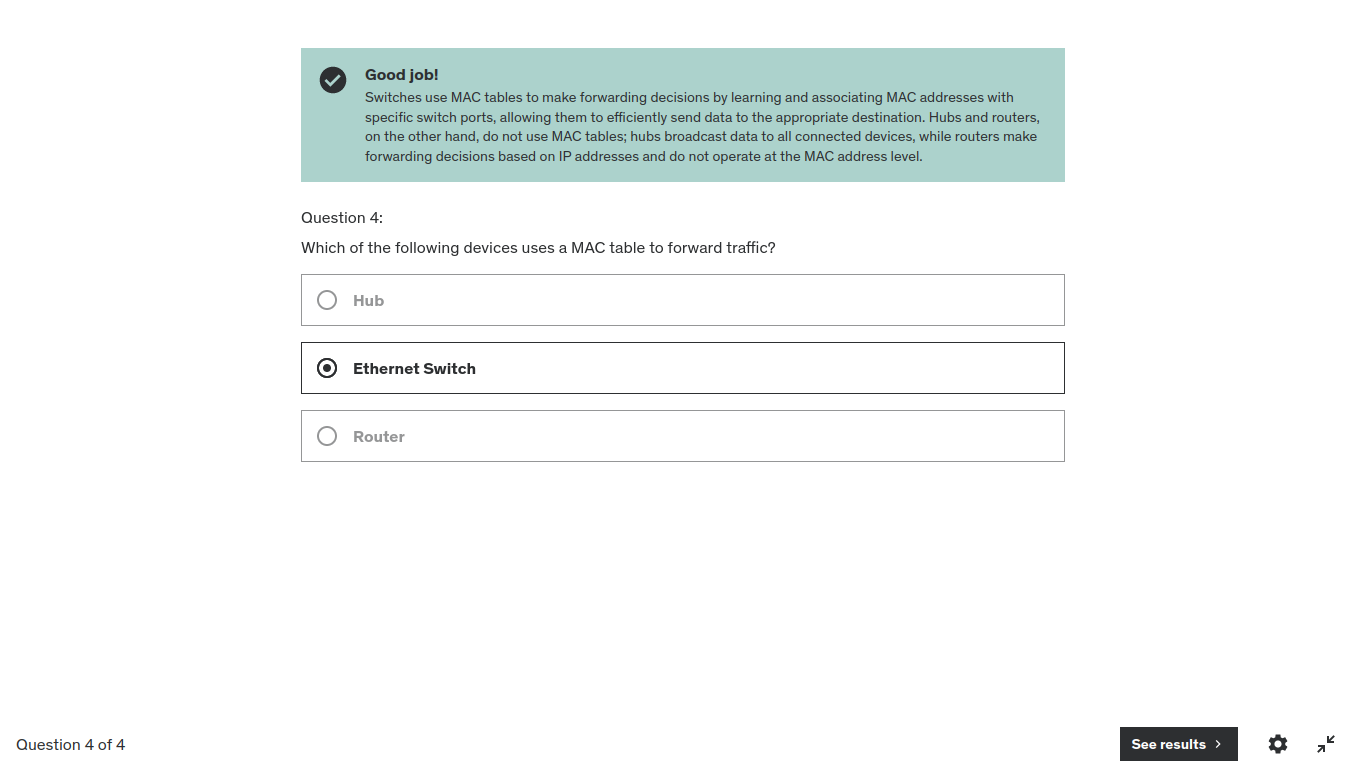 Good job!
Switches use MAC tables to make forwarding decisions by learning and associating MAC addresses with
specific switch ports, allowing them to efficiently send data to the appropriate destination. Hubs and routers,
on the other hand, do not use MAC tables; hubs broadcast data to all connected devices, while routers make
forwarding decisions based on IP addresses and do not operate at the MAC address level.
Question 4:
Which of the following devices uses a MAC table to forward traffic?
Hub
Ethernet Switch
Router
Question 4 of 4
See results